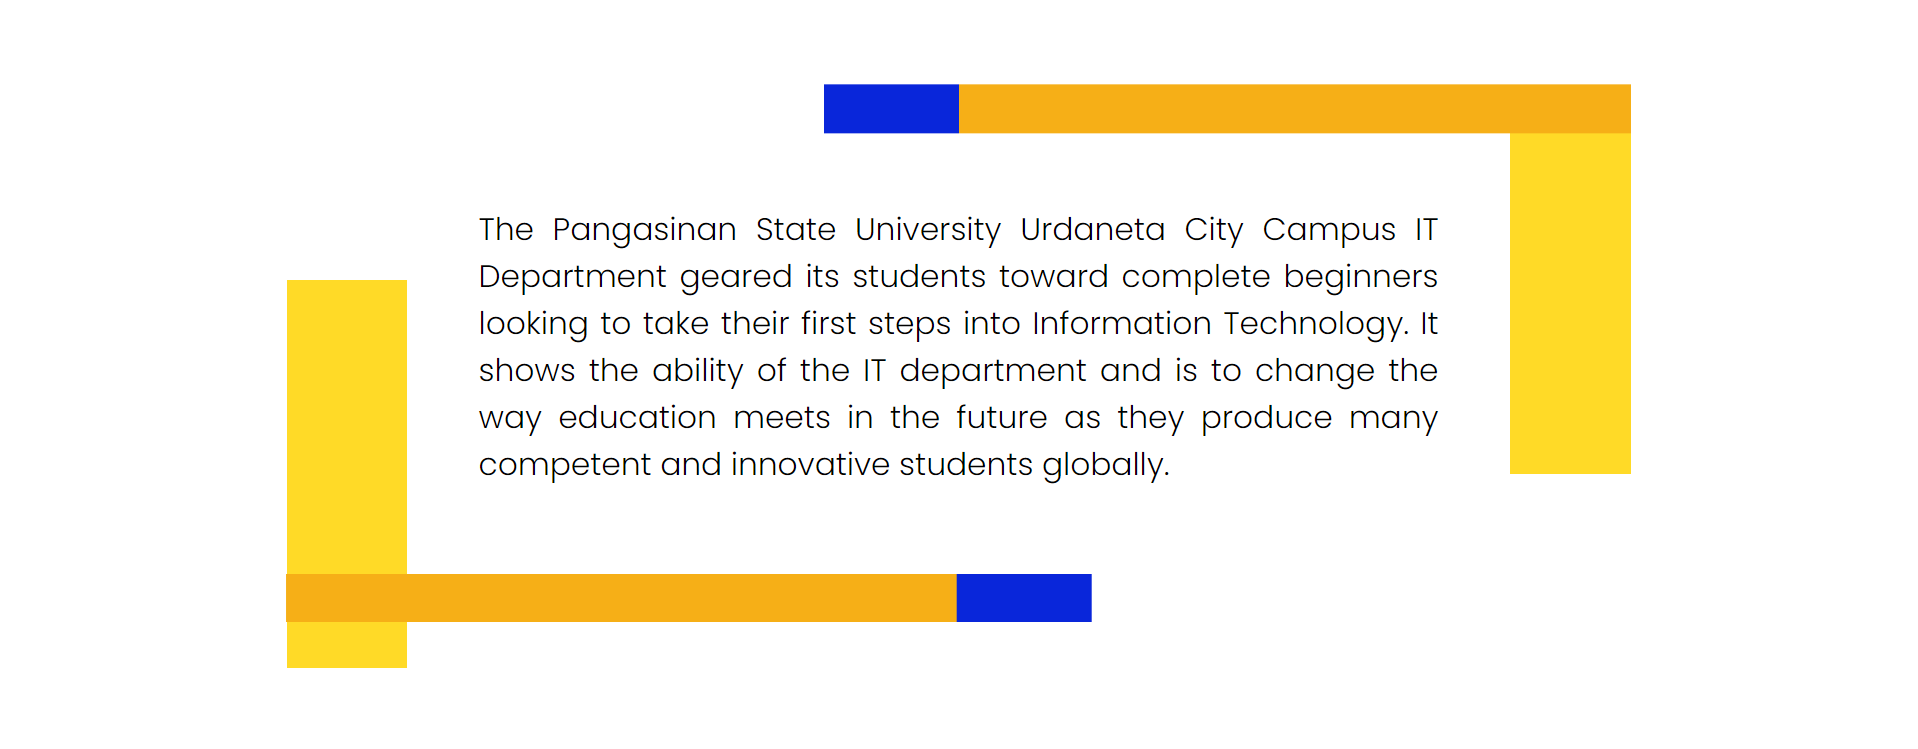 The Pangasinan State University Urdaneta City Campus IT
Department geared its students toward complete beginners
looking to take their first steps into Information Technology. It
shows the ability of the IT department and is to change the
way education meets in the future as they produce many
competent and innovative students globally.